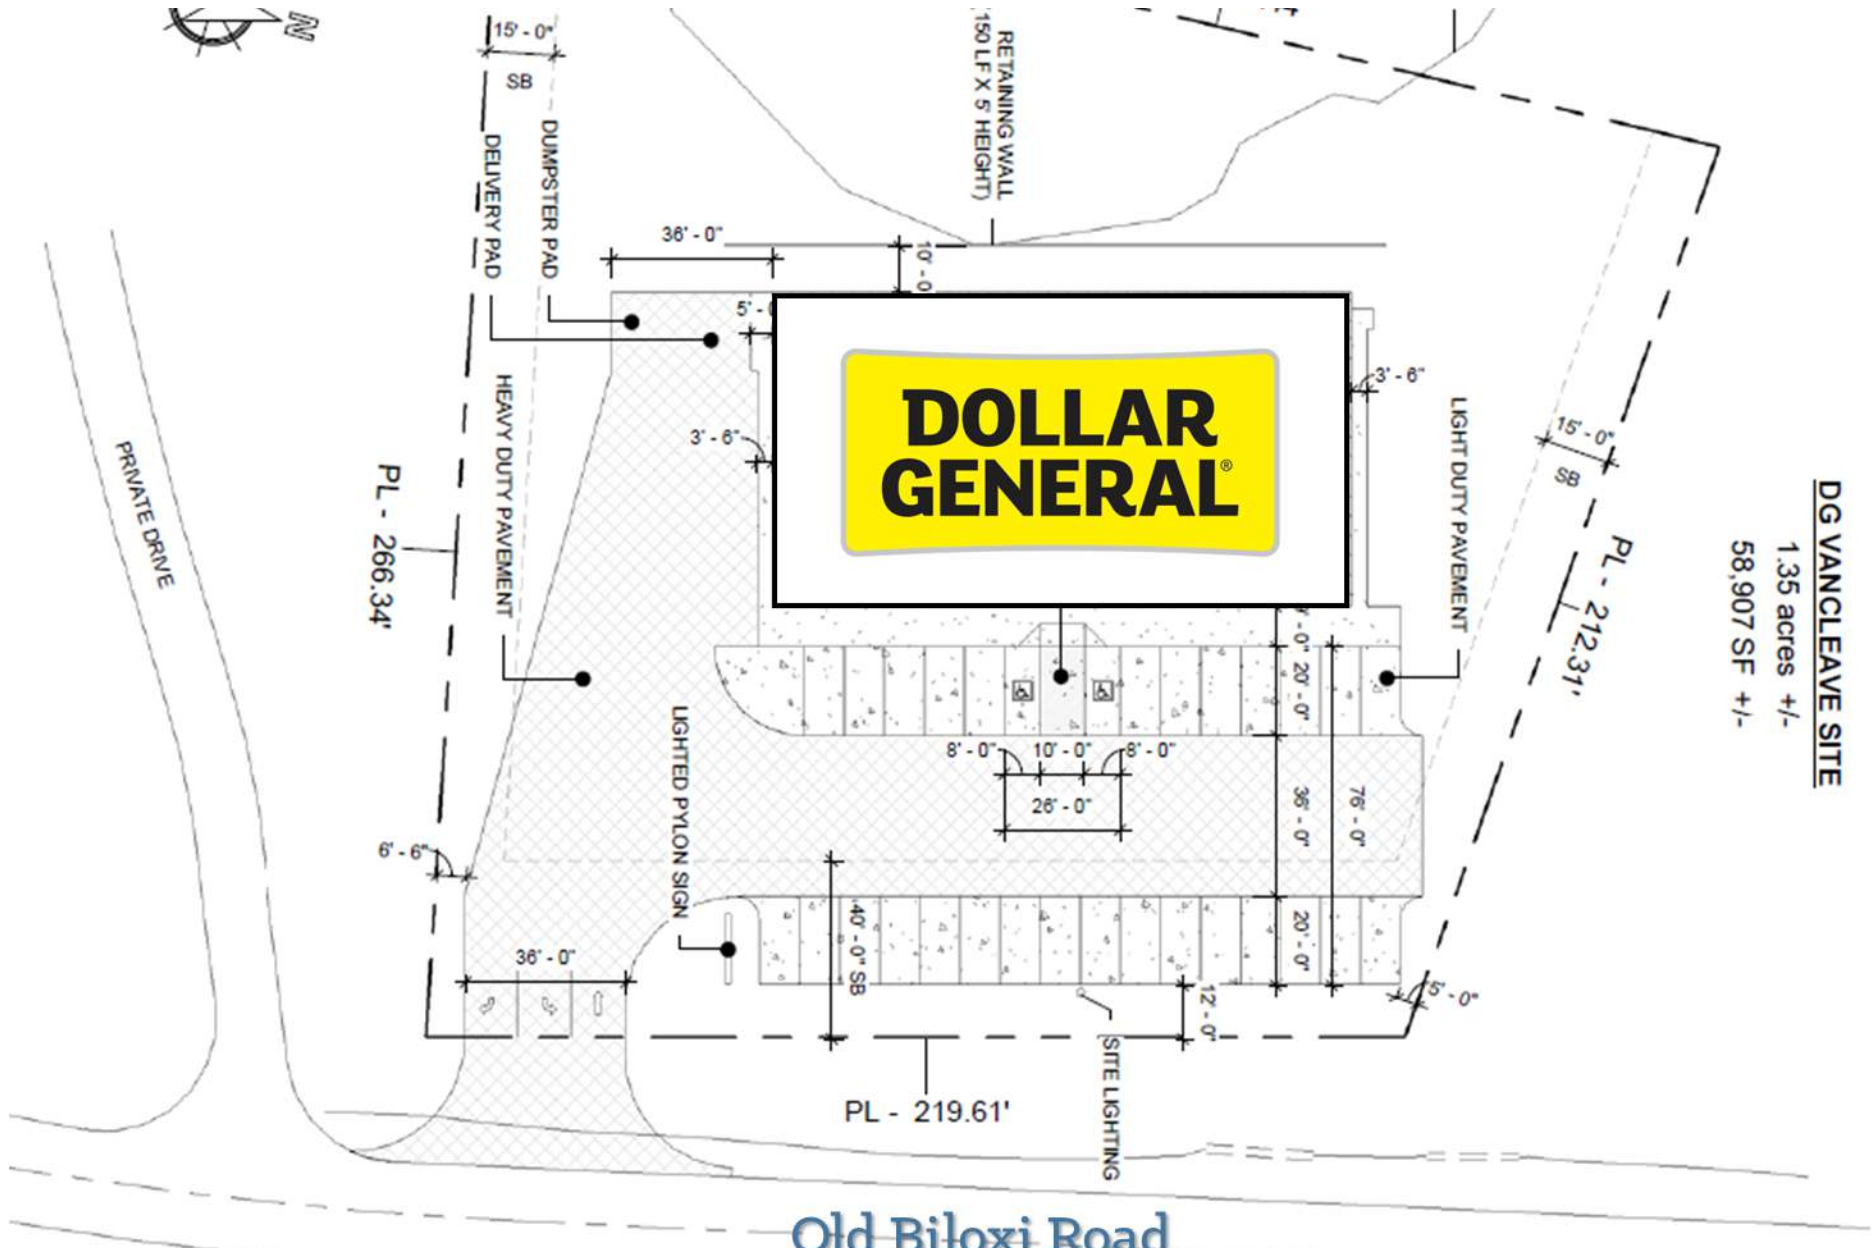 N
15' - 0"
SB
DUMPSTER PAD
DELIVERY PAD
RETAINING WALL
150 LF X 5' HEIGHT)
36' - 0"
10' - 0
5' - 0
DOLLAR
GENERAL®
3' - 6"
3' - 6"
HEAVY DUTY PAVEMENT
LIGHT DUTY PAVEMENT
15' - 0"
SB
PRIVATE DRIVE
PL - 266.34'
PL - 212.31'
DG VANCLEAVE SITE
1.35 acres +/-
58,907 SF +/-
' - 0"
20' - 0"
8' - 0"
10' - 0"
8' - 0"
26' - 0"
36' - 0"
76' - 0"
LIGHTED PYLON SIGN
6' - 6"
40' - 0" SB
20' - 0"
36' - 0"
12' - 0"
5' - 0"
SITE LIGHTING
PL - 219.61'
Old Biloxi Road